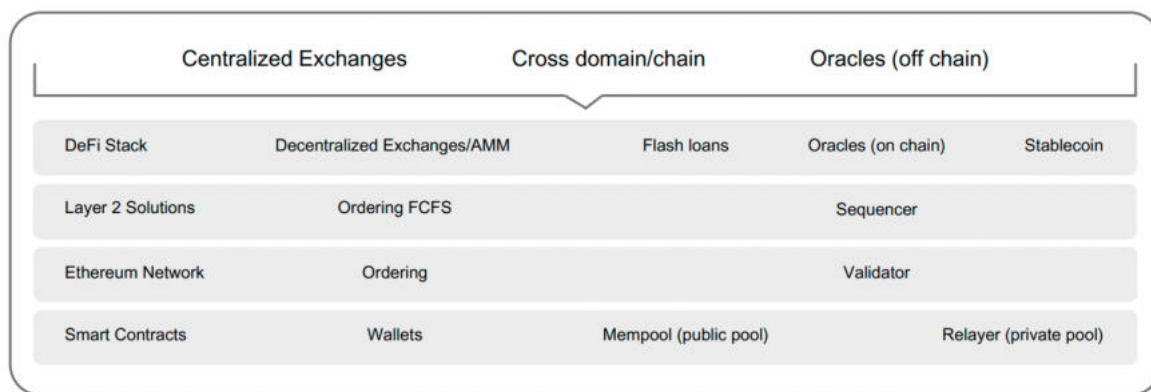 Centralized Exchanges Cross domain/chain Oracles (off chain)
DeFi Stack Decentralized Exchanges/AMM Flash loans Oracles (on chain) Stablecoin
Layer 2 Solutions Ordering FCFS Sequencer
Ethereum Network Ordering Validator
Smart Contracts Wallets Mempool (public pool) Relayer (private pool)